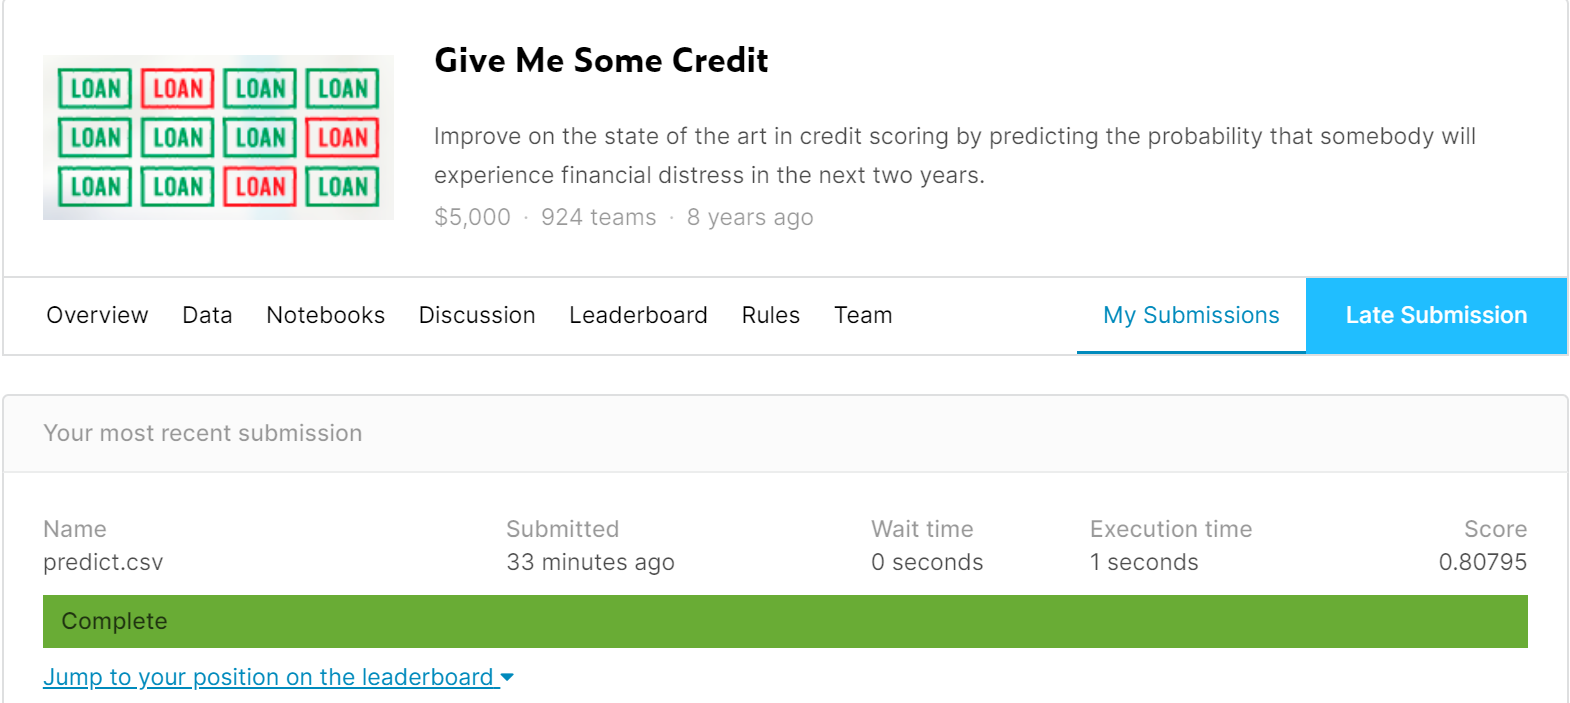 LOAN LOAN LOAN LOAN
LOAN LOAN LOAN LOAN
LOAN LOAN LOAN LOAN
Give Me Some Credit
Improve on the state of the art in credit scoring by predicting the probability that somebody will
experience financial distress in the next two years.
$5,000 · 924 teams · 8 years ago
Overview Data Notebooks Discussion Leaderboard Rules Team My Submissions Late Submission
Your most recent submission
Name Submitted Wait time Execution time Score
predict.csv 33 minutes ago 0 seconds 1 seconds 0.80795
Complete
Jump to your position on the leaderboard